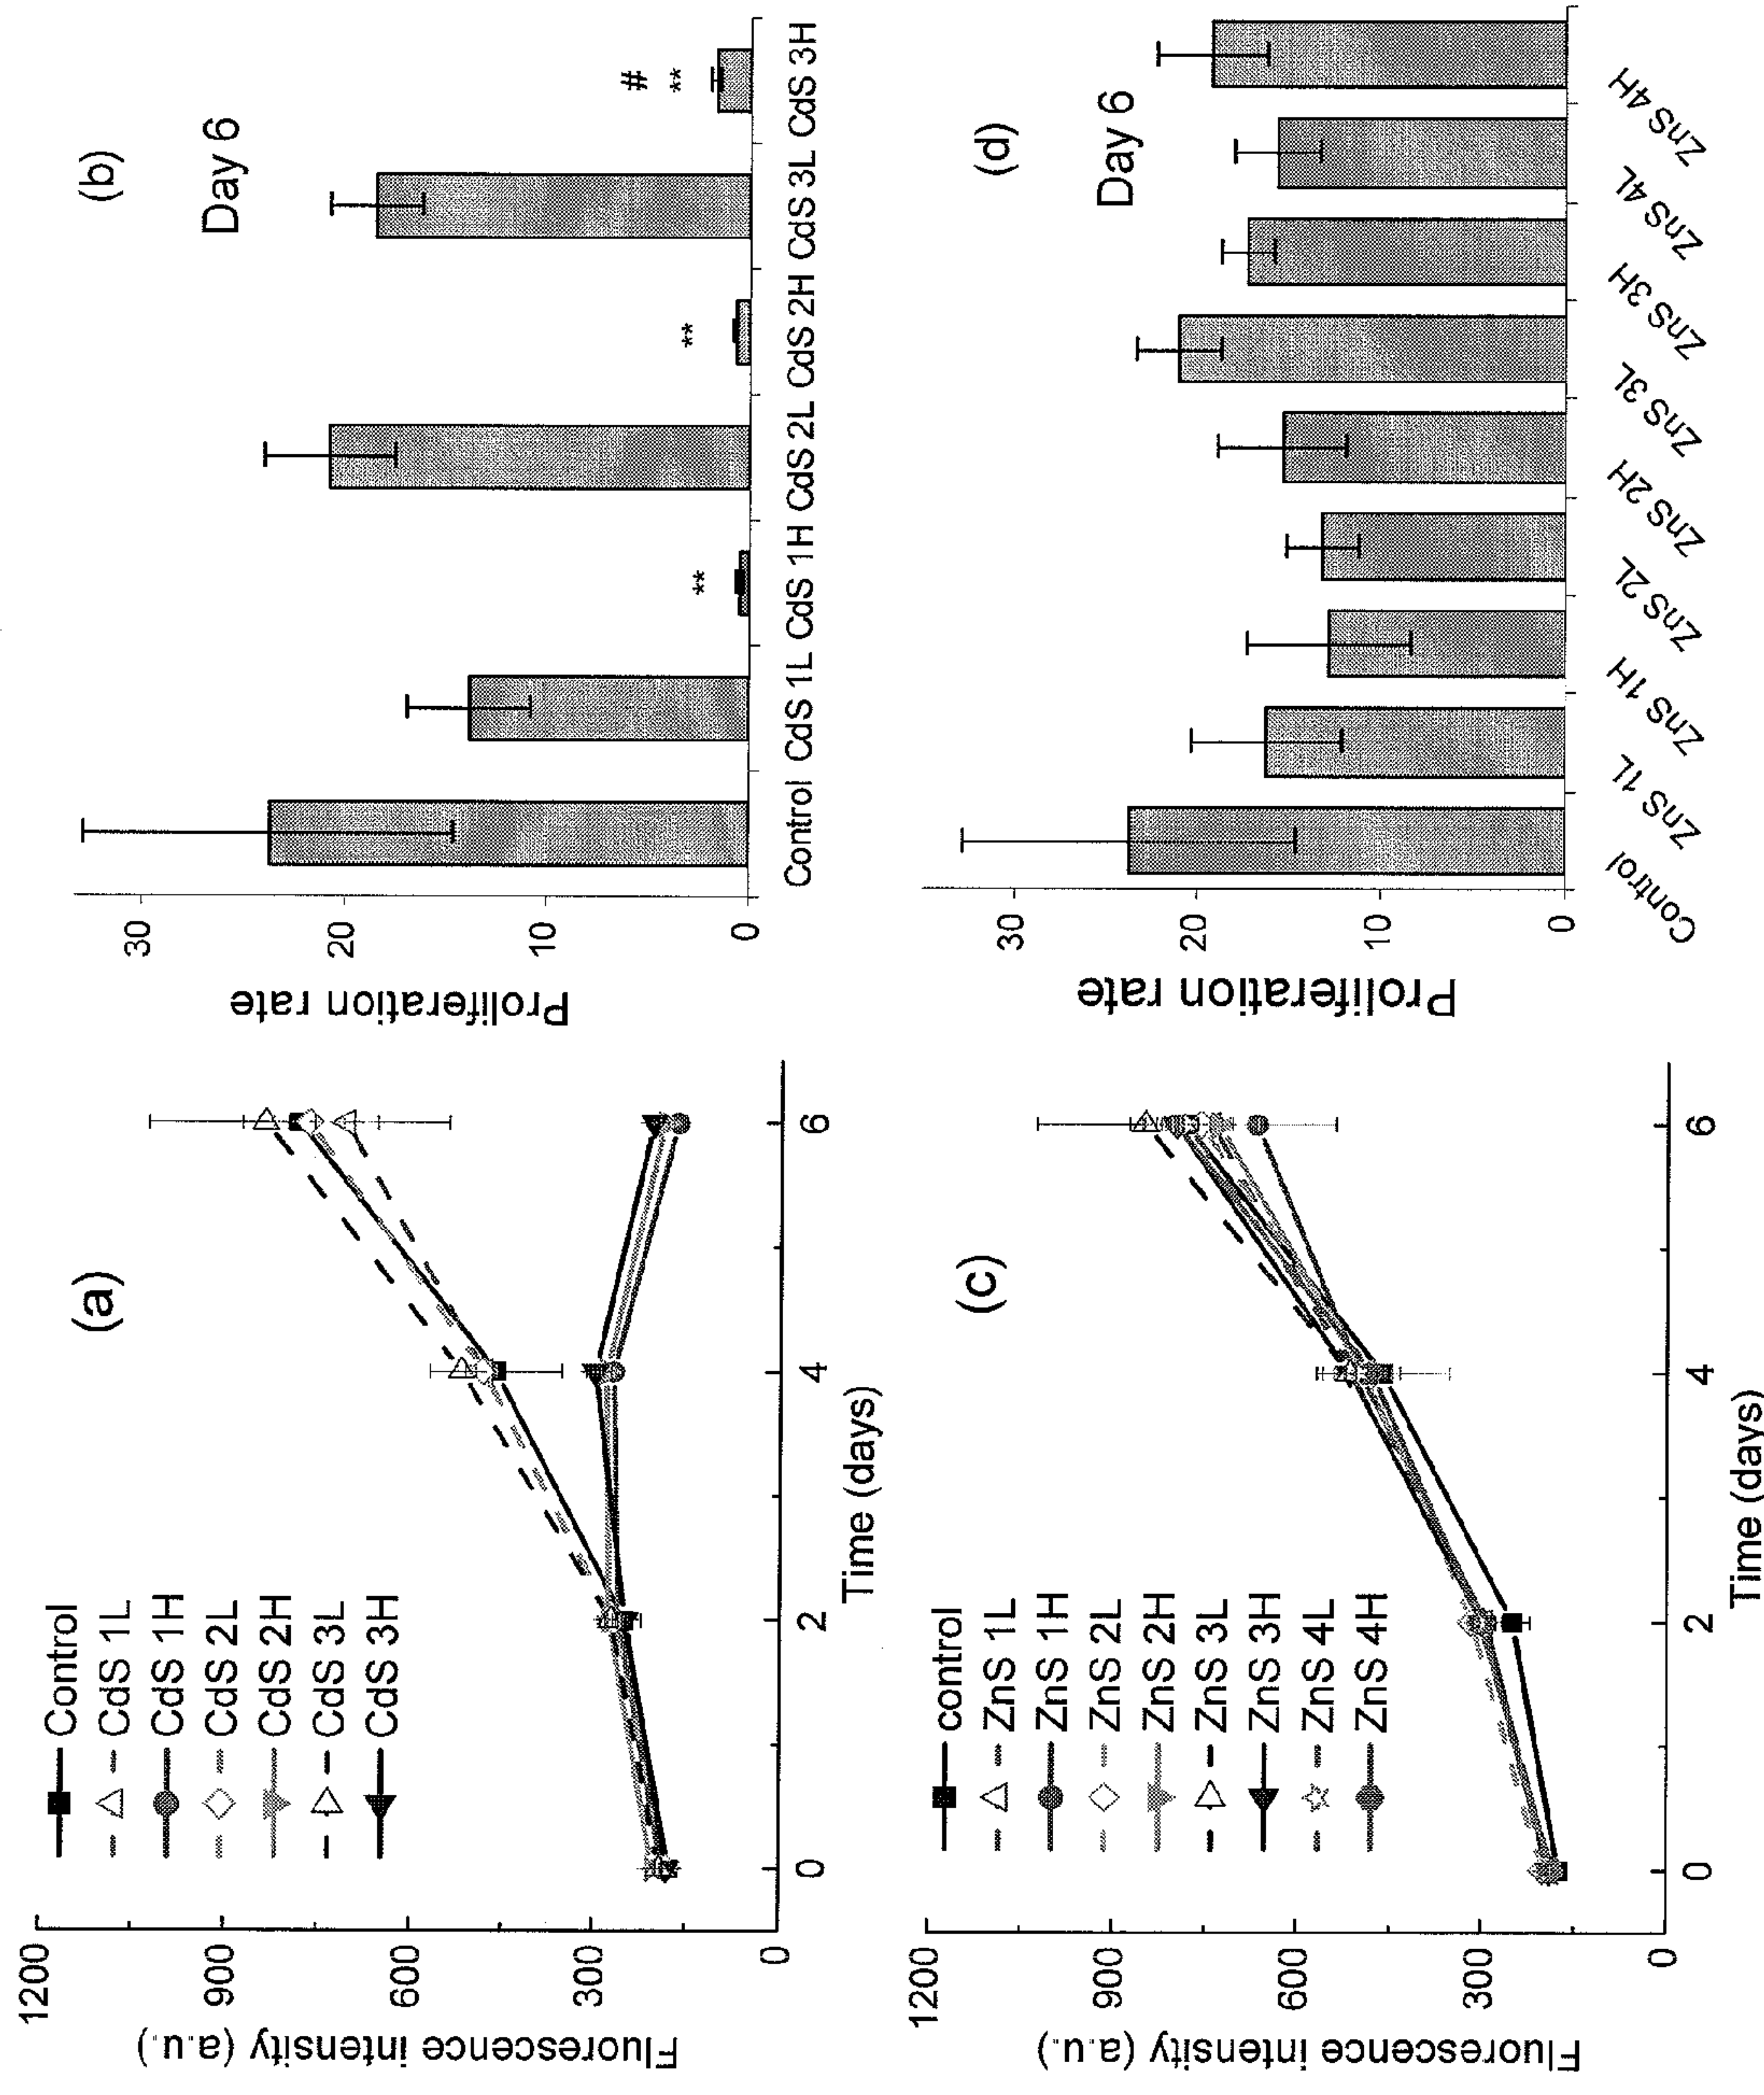 (a)
Fluorescence intensity (a.u.)
1200
900
600
300
0
Control
CdS 1L
CdS 1H
CdS 2L
CdS 2H
CdS 3L
CdS 3H
0
2
4
6
Time (days)
(b)
Day 6
Proliferation rate
30
20
10
0
**
**
#
**
Control CdS 1L CdS 1H CdS 2L CdS 2H CdS 3L CdS 3H
(c)
Fluorescence intensity (a.u.)
1200
900
600
300
0
control
ZnS 1L
ZnS 1H
ZnS 2L
ZnS 2H
ZnS 3L
ZnS 3H
ZnS 4L
ZnS 4H
0
2
4
6
Time (days)
(d)
Day 6
Proliferation rate
30
20
10
0
Control
ZnS 1L
ZnS 1H
ZnS 2L
ZnS 2H
ZnS 3L
ZnS 3H
ZnS 4L
ZnS 4H